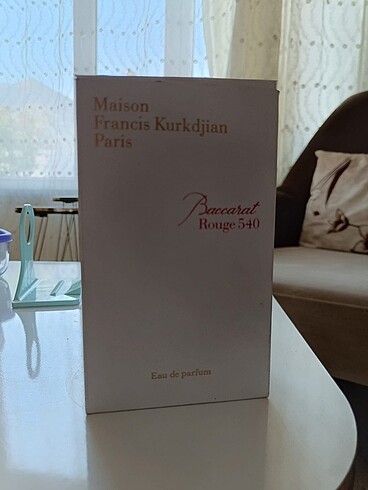 Maison
Francis Kurkdjian
Paris
Baccarat
Rouge 540
Eau de parfum